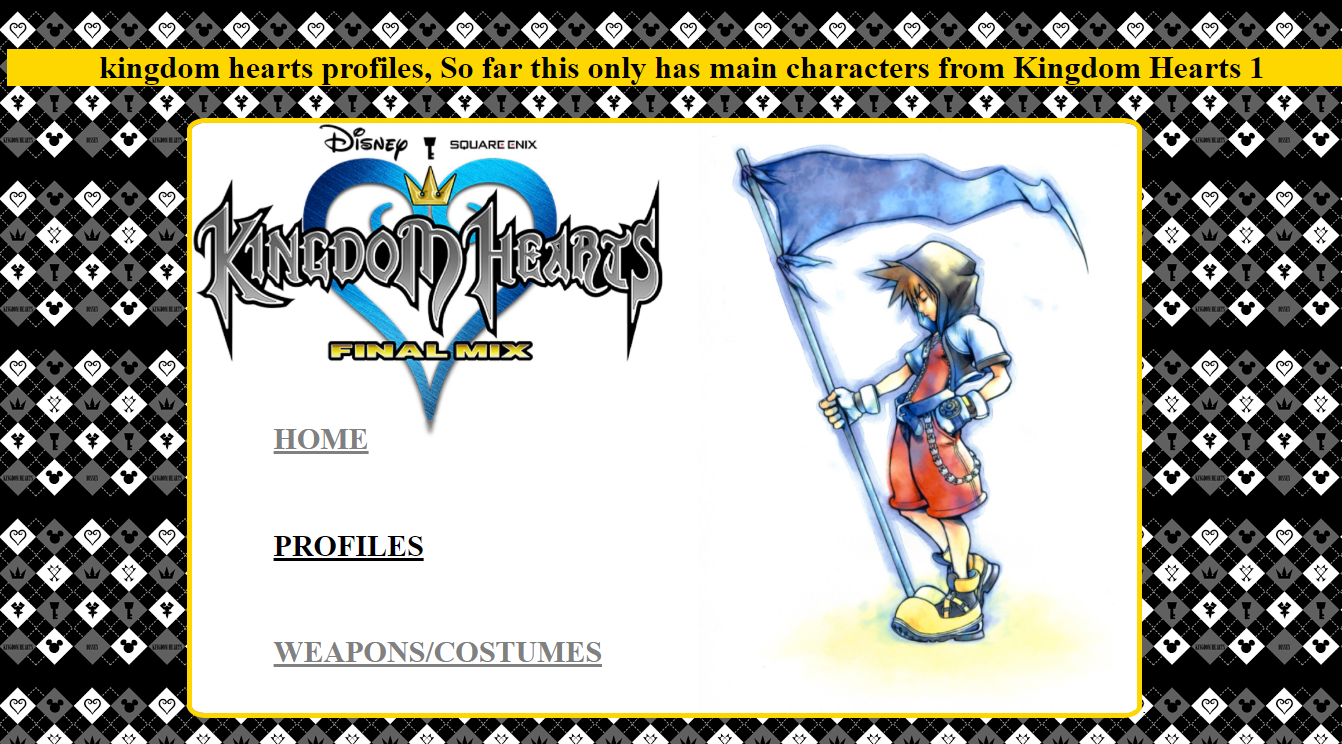 kingdom hearts profiles, So far this only has main characters from Kingdom Hearts 1
Disney SQUARE ENIX
KINGDOM HEARTS
FINAL MIX
HOME
PROFILES
WEAPONS/COSTUMES